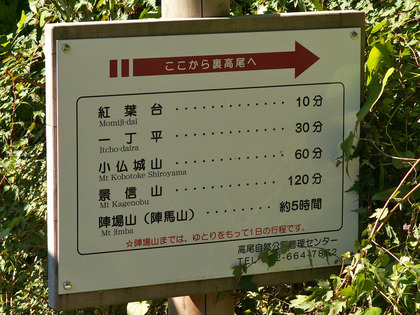 ここから裏高尾へ
紅葉台 ・・・・・・・・・・・・ 10分
Momiji-dai
一丁平 ・・・・・・・・・・・・ 30分
Itcho-daira
小仏城山 ・・・・・・・・・・ 60分
Mt Kobotoke Shiroyama
景信山 ・・・・・・・・・・・ 120分
Mt Kagenobu
陣場山（陣馬山）・・・・・・ 約5時間
Mt Jimba
☆陣場山までは、ゆとりをもって1日の行程です。
高尾自然公園管理センター
TEL